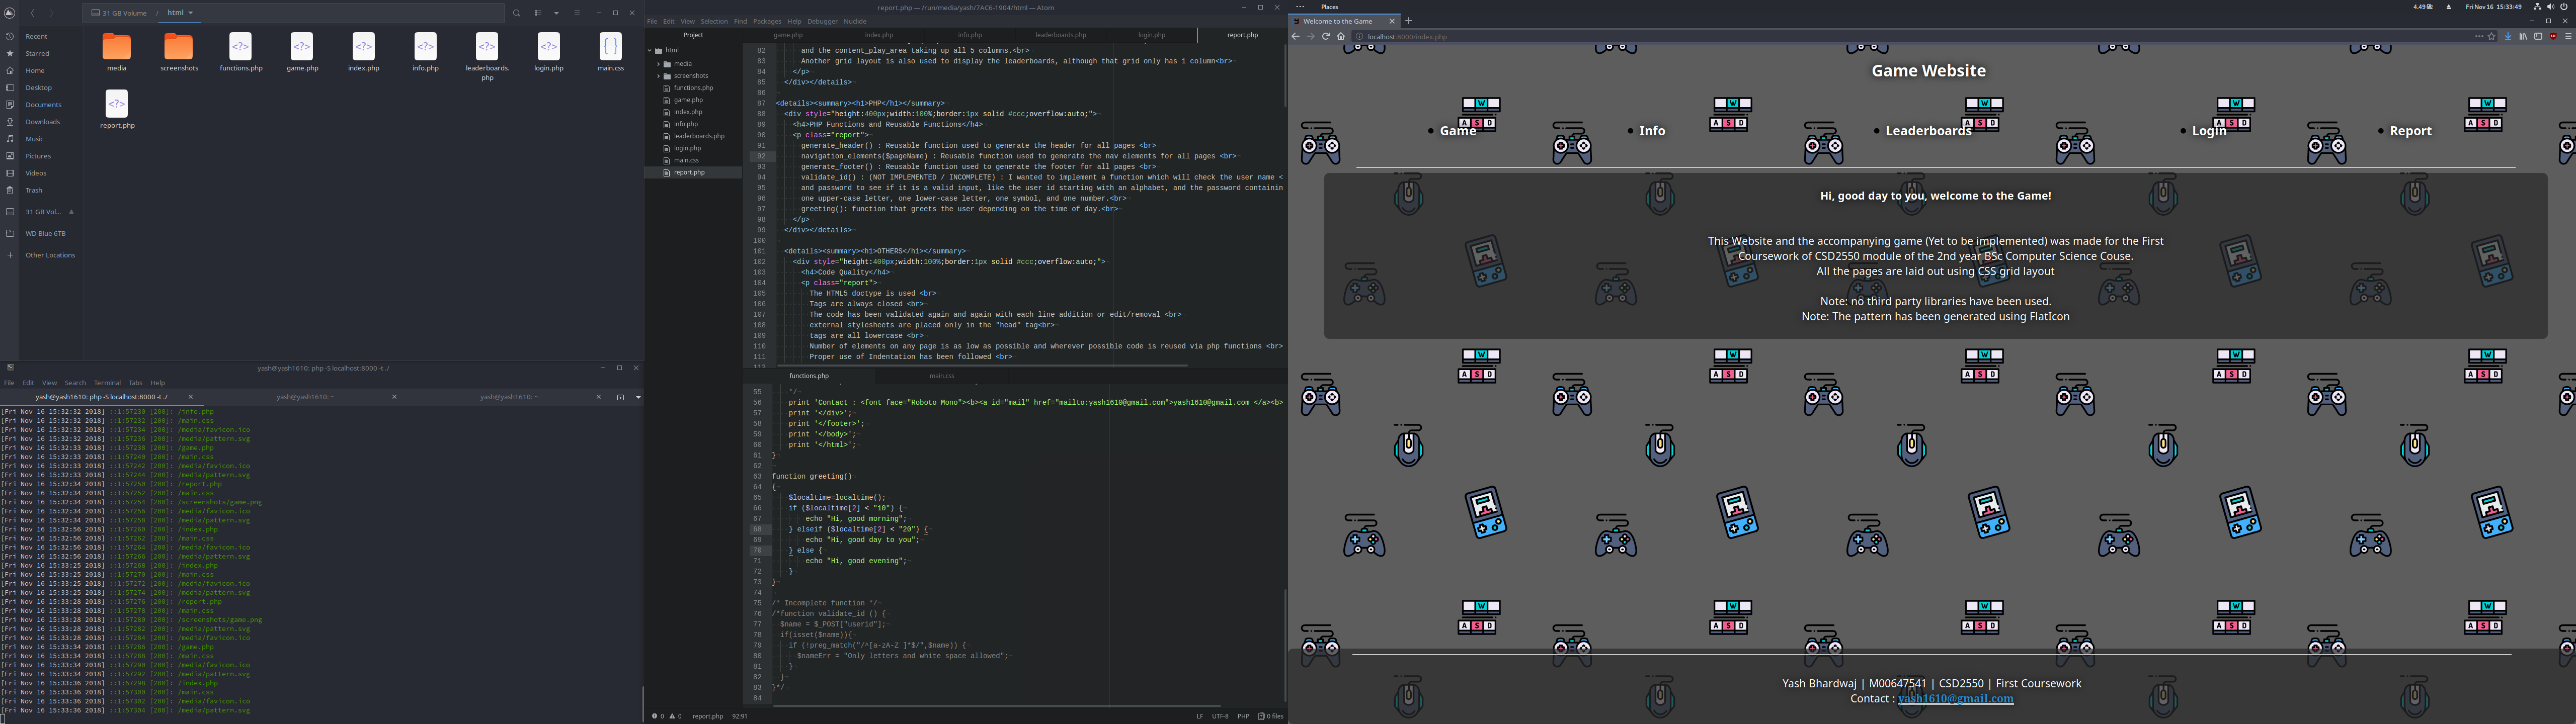 31 GB Volume / html
Recent
Starred
Home
Desktop
Documents
Downloads
Music
Pictures
Videos
Trash
31 GB Vol...
WD Blue 6TB
Other Locations
media
screenshots
functions.php
game.php
index.php
info.php
leaderboards.php
login.php
main.css
report.php
yash@yash1610: php -S localhost:8000 -t ./
File Edit View Search Terminal Tabs Help
yash@yash1610: php -S localhost:8000 -t ./
yash@yash1610: ~
yash@yash1610: ~
[Fri Nov 16 15:32:32 2018] ::1:57230 [200]: /info.php
[Fri Nov 16 15:32:32 2018] ::1:57232 [200]: /main.css
[Fri Nov 16 15:32:32 2018] ::1:57234 [200]: /media/favicon.ico
[Fri Nov 16 15:32:32 2018] ::1:57236 [200]: /media/pattern.svg
[Fri Nov 16 15:32:33 2018] ::1:57238 [200]: /game.php
[Fri Nov 16 15:32:33 2018] ::1:57240 [200]: /main.css
[Fri Nov 16 15:32:33 2018] ::1:57242 [200]: /media/favicon.ico
[Fri Nov 16 15:32:33 2018] ::1:57244 [200]: /media/pattern.svg
[Fri Nov 16 15:32:34 2018] ::1:57250 [200]: /report.php
[Fri Nov 16 15:32:34 2018] ::1:57252 [200]: /main.css
[Fri Nov 16 15:32:34 2018] ::1:57254 [200]: /screenshots/game.png
[Fri Nov 16 15:32:34 2018] ::1:57256 [200]: /media/favicon.ico
[Fri Nov 16 15:32:34 2018] ::1:57258 [200]: /media/pattern.svg
[Fri Nov 16 15:32:56 2018] ::1:57260 [200]: /index.php
[Fri Nov 16 15:32:56 2018] ::1:57262 [200]: /main.css
[Fri Nov 16 15:32:56 2018] ::1:57264 [200]: /media/favicon.ico
[Fri Nov 16 15:32:56 2018] ::1:57266 [200]: /media/pattern.svg
[Fri Nov 16 15:33:25 2018] ::1:57268 [200]: /index.php
[Fri Nov 16 15:33:25 2018] ::1:57270 [200]: /main.css
[Fri Nov 16 15:33:25 2018] ::1:57272 [200]: /media/favicon.ico
[Fri Nov 16 15:33:25 2018] ::1:57274 [200]: /media/pattern.svg
[Fri Nov 16 15:33:28 2018] ::1:57276 [200]: /report.php
[Fri Nov 16 15:33:28 2018] ::1:57278 [200]: /main.css
[Fri Nov 16 15:33:28 2018] ::1:57280 [200]: /screenshots/game.png
[Fri Nov 16 15:33:28 2018] ::1:57282 [200]: /media/pattern.svg
[Fri Nov 16 15:33:28 2018] ::1:57284 [200]: /media/favicon.ico
[Fri Nov 16 15:33:34 2018] ::1:57286 [200]: /game.php
[Fri Nov 16 15:33:34 2018] ::1:57288 [200]: /main.css
[Fri Nov 16 15:33:34 2018] ::1:57290 [200]: /media/favicon.ico
[Fri Nov 16 15:33:34 2018] ::1:57292 [200]: /media/pattern.svg
[Fri Nov 16 15:33:36 2018] ::1:57298 [200]: /index.php
[Fri Nov 16 15:33:36 2018] ::1:57300 [200]: /main.css
[Fri Nov 16 15:33:36 2018] ::1:57302 [200]: /media/favicon.ico
[Fri Nov 16 15:33:36 2018] ::1:57304 [200]: /media/pattern.svg
report.php — /run/media/yash/7AC6-1904/html — Atom
File Edit View Selection Find Packages Help Debugger Nuclide
Project
html
media
screenshots
functions.php
game.php
index.php
info.php
leaderboards.php
login.php
main.css
report.php
game.php index.php info.php leaderboards.php login.php report.php
82 and the content_play_area taking up all 5 columns.<br>
83 Another grid layout is also used to display the leaderboards, although that grid only has 1 column<br>
84 </p>
85 </div></details>
86
87 <details><summary><h1>PHP</h1></summary>
88 <div style="height:400px;width:100%;border:1px solid #ccc;overflow:auto;">
89 <h4>PHP Functions and Reusable Functions</h4>
90 <p class="report">
91 generate_header() : Reusable function used to generate the header for all pages <br>
92 navigation_elements($pageName) : Reusable function used to generate the nav elements for all pages <br>
93 generate_footer() : Reusable function used to generate the footer for all pages <br>
94 validate_id() : (NOT IMPLEMENTED / INCOMPLETE) : I wanted to implement a function which will check the user name <
95 and password to see if it is a valid input, like the user id starting with an alphabet, and the password containin
96 one upper-case letter, one lower-case letter, one symbol, and one number.<br>
97 greeting(): function that greets the user depending on the time of day.<br>
98 </p>
99 </div></details>
100
101 <details><summary><h1>OTHERS</h1></summary>
102 <div style="height:400px;width:100%;border:1px solid #ccc;overflow:auto;">
103 <h4>Code Quality</h4>
104 <p class="report">
105 The HTML5 doctype is used <br>
106 Tags are always closed <br>
107 The code has been validated again and again with each line addition or edit/removal <br>
108 external stylesheets are placed only in the "head" tag<br>
109 tags are all lowercase <br>
110 Number of elements on any page is as low as possible and wherever possible code is reused via php functions <br>
111 Proper use of Indentation has been followed <br>
functions.php main.css
55 */
56 print 'Contact : <font face="Roboto Mono"><b><a id="mail" href="mailto:yash1610@gmail.com">yash1610@gmail.com </a><b>
57 print '</div>';
58 print '</footer>';
59 print '</body>';
60 print '</html>';
61 }
62
63 function greeting()
64 {
65 $localtime=localtime();
66 if ($localtime[2] < "10") {
67 echo "Hi, good morning";
68 } elseif ($localtime[2] < "20") {
69 echo "Hi, good day to you";
70 } else {
71 echo "Hi, good evening";
72 }
73 }
74
75 /* Incomplete function */
76 /*function validate_id () {
77 $name = $_POST["userid"];
78 if(isset($name)){
79 if (!preg_match("/^[a-zA-Z ]*$/",$name)) {
80 $nameErr = "Only letters and white space allowed";
81 }
82 }
83 }*/
84
0 0 report.php 92:91 LF UTF-8 PHP 0 files
Places
Fri Nov 16 15:33:49
Welcome to the Game
localhost:8000/index.php
Game Website
W
A S D
Game
Info
Leaderboards
Login
Report
Hi, good day to you, welcome to the Game!
This Website and the accompanying game (Yet to be implemented) was made for the First
Coursework of CSD2550 module of the 2nd year BSc Computer Science Couse.
All the pages are laid out using CSS grid layout
Note: no third party libraries have been used.
Note: The pattern has been generated using FlatIcon
Yash Bhardwaj | M00647541 | CSD2550 | First Coursework
Contact : yash1610@gmail.com